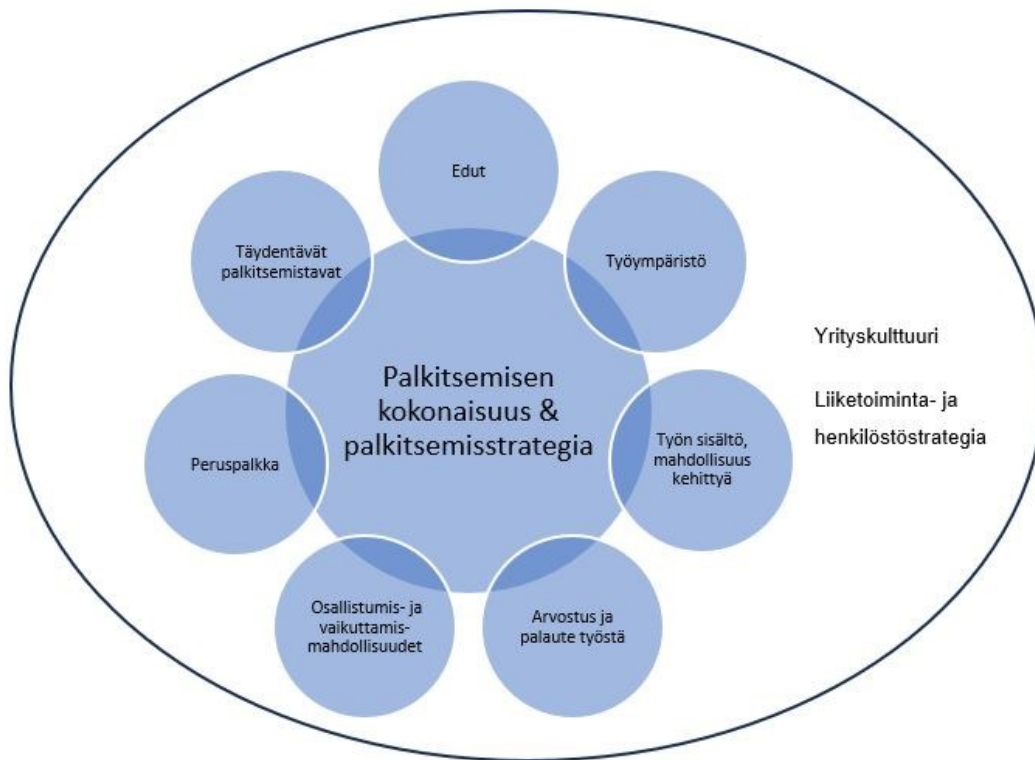 Edut
Täydentävät
palkitsemistavat
Työympäristö
Yrityskulttuuri
Palkitsemisen
kokonaisuus &
palkitsemisstrategia
Liiketoiminta- ja
henkilöstöstrategia
Peruspalkka
Työn sisältö,
mahdollisuus
kehittyä
Osallistumis- ja
vaikuttamis-
mahdollisuudet
Arvostus ja
palaute työstä